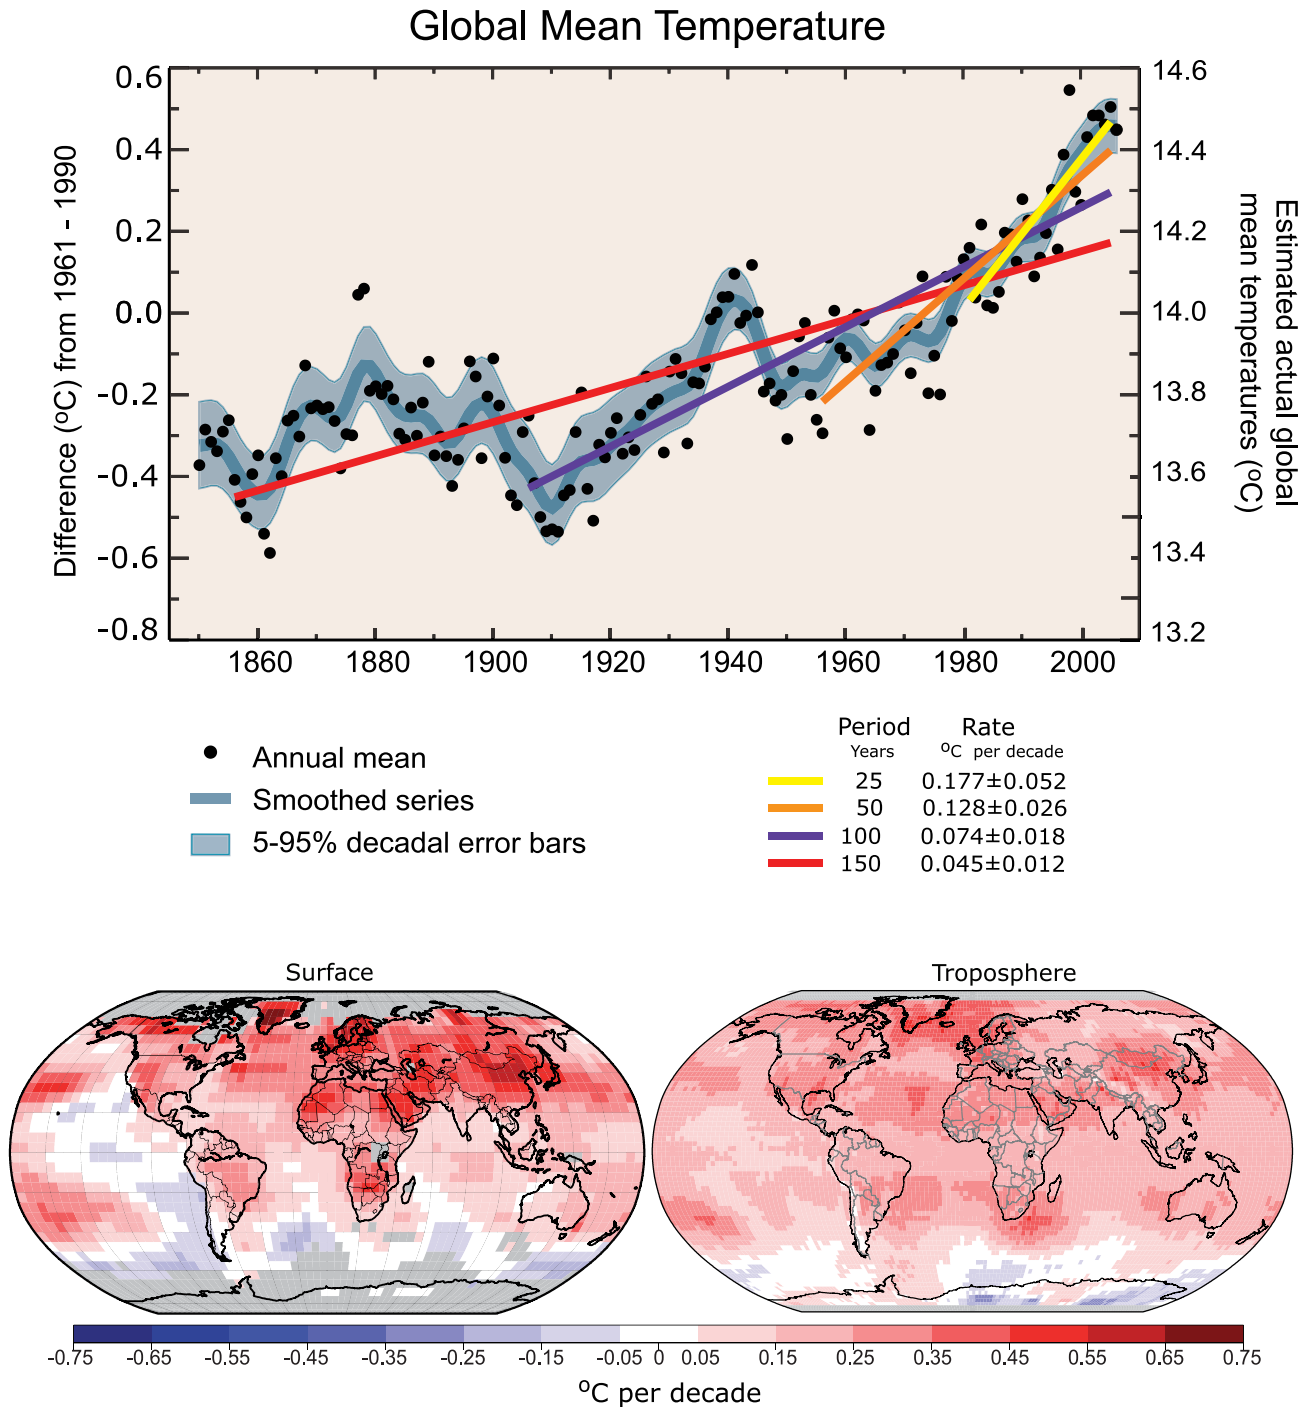 Global Mean Temperature
Difference (oC) from 1961 - 1990
0.6
0.4
0.2
0.0
-0.2
-0.4
-0.6
-0.8
14.6
14.4
14.2
14.0
13.8
13.6
13.4
13.2
Estimated actual global
mean temperatures (oC)
1860 1880 1900 1920 1940 1960 1980 2000
Annual mean
Smoothed series
5-95% decadal error bars
Period Rate
Years oC per decade
25 0.177±0.052
50 0.128±0.026
100 0.074±0.018
150 0.045±0.012
Surface
Troposphere
-0.75 -0.65 -0.55 -0.45 -0.35 -0.25 -0.15 -0.05 0 0.05 0.15 0.25 0.35 0.45 0.55 0.65 0.75
oC per decade